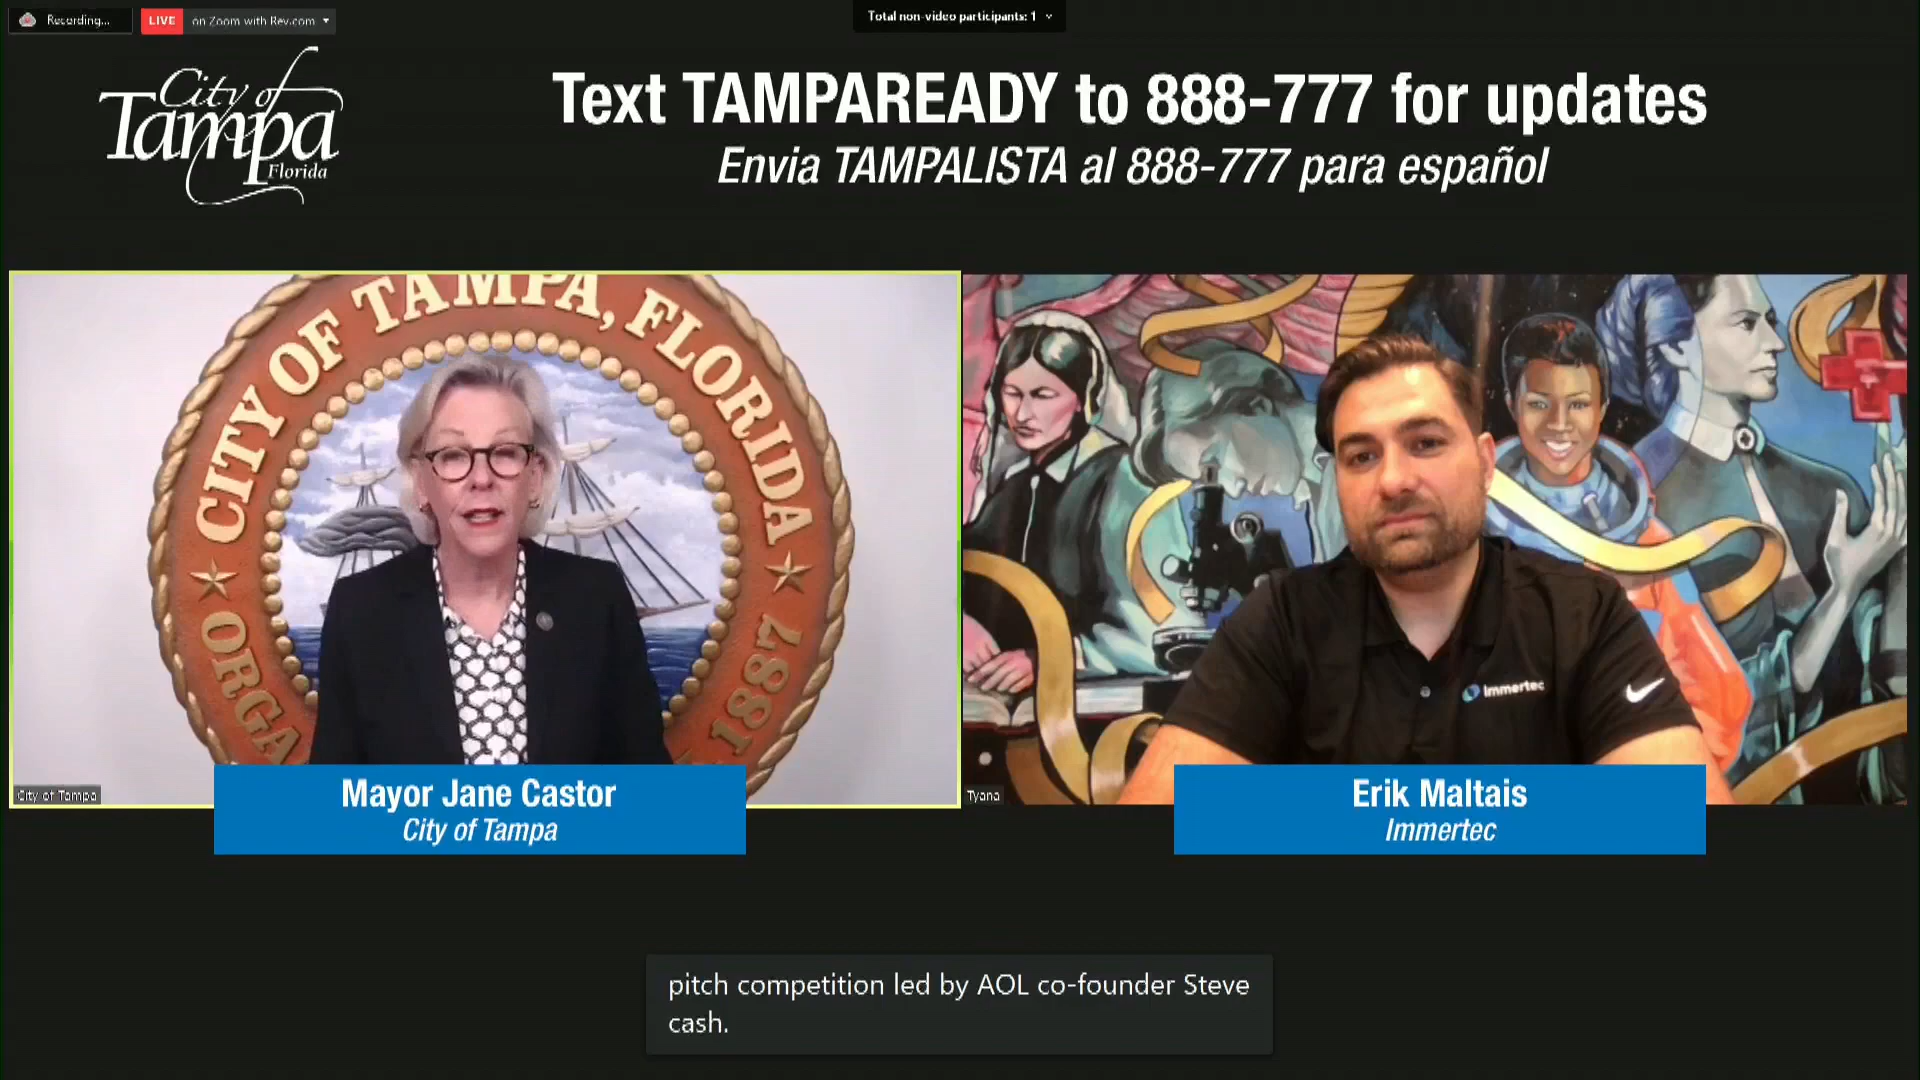 Recording...
LIVE on Zoom with Rev.com
Total non-video participants: 1
City of
Tampa
Florida
Text TAMPAREADY to 888-777 for updates
Envia TAMPALISTA al 888-777 para español
CITY OF TAMPA, FLORIDA
ORGA
1887
Immertec
City of Tampa
Tyana
Mayor Jane Castor
City of Tampa
Erik Maltais
Immertec
pitch competition led by AOL co-founder Steve
cash.